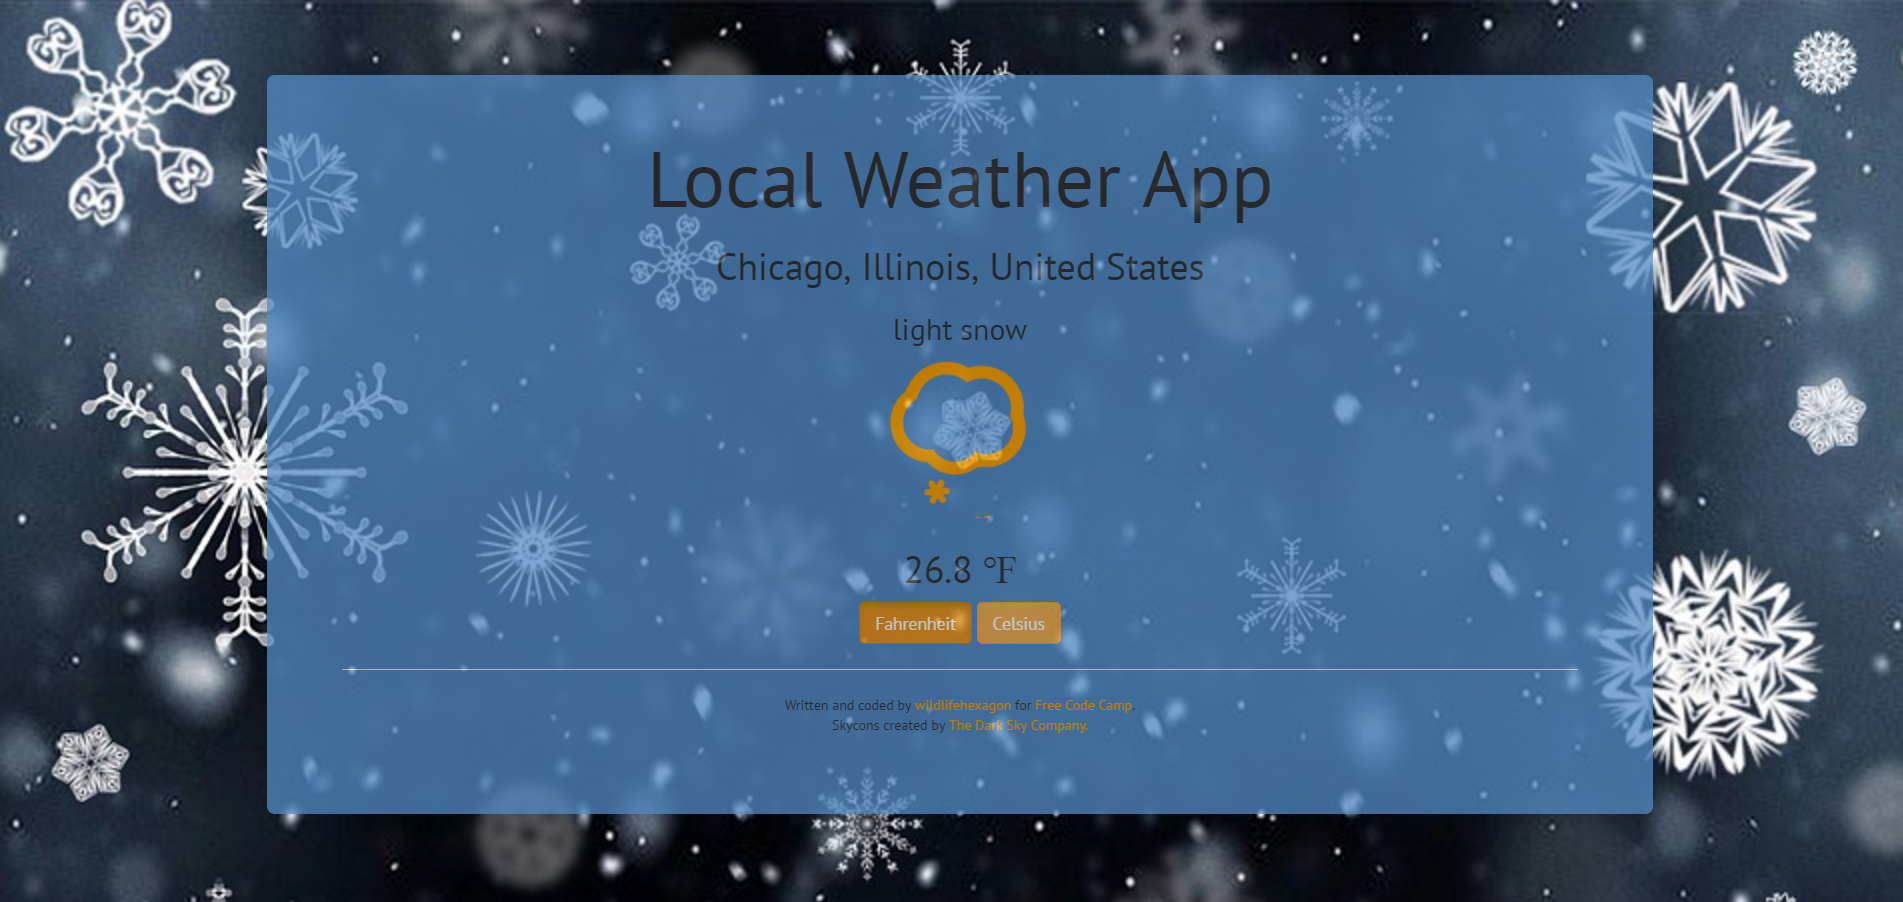 Local Weather App
Chicago, Illinois, United States
light snow
26.8 °F
Fahrenheit Celsius
Written and coded by wildlifehexagon for Free Code Camp.
Skycons created by The Dark Sky Company.